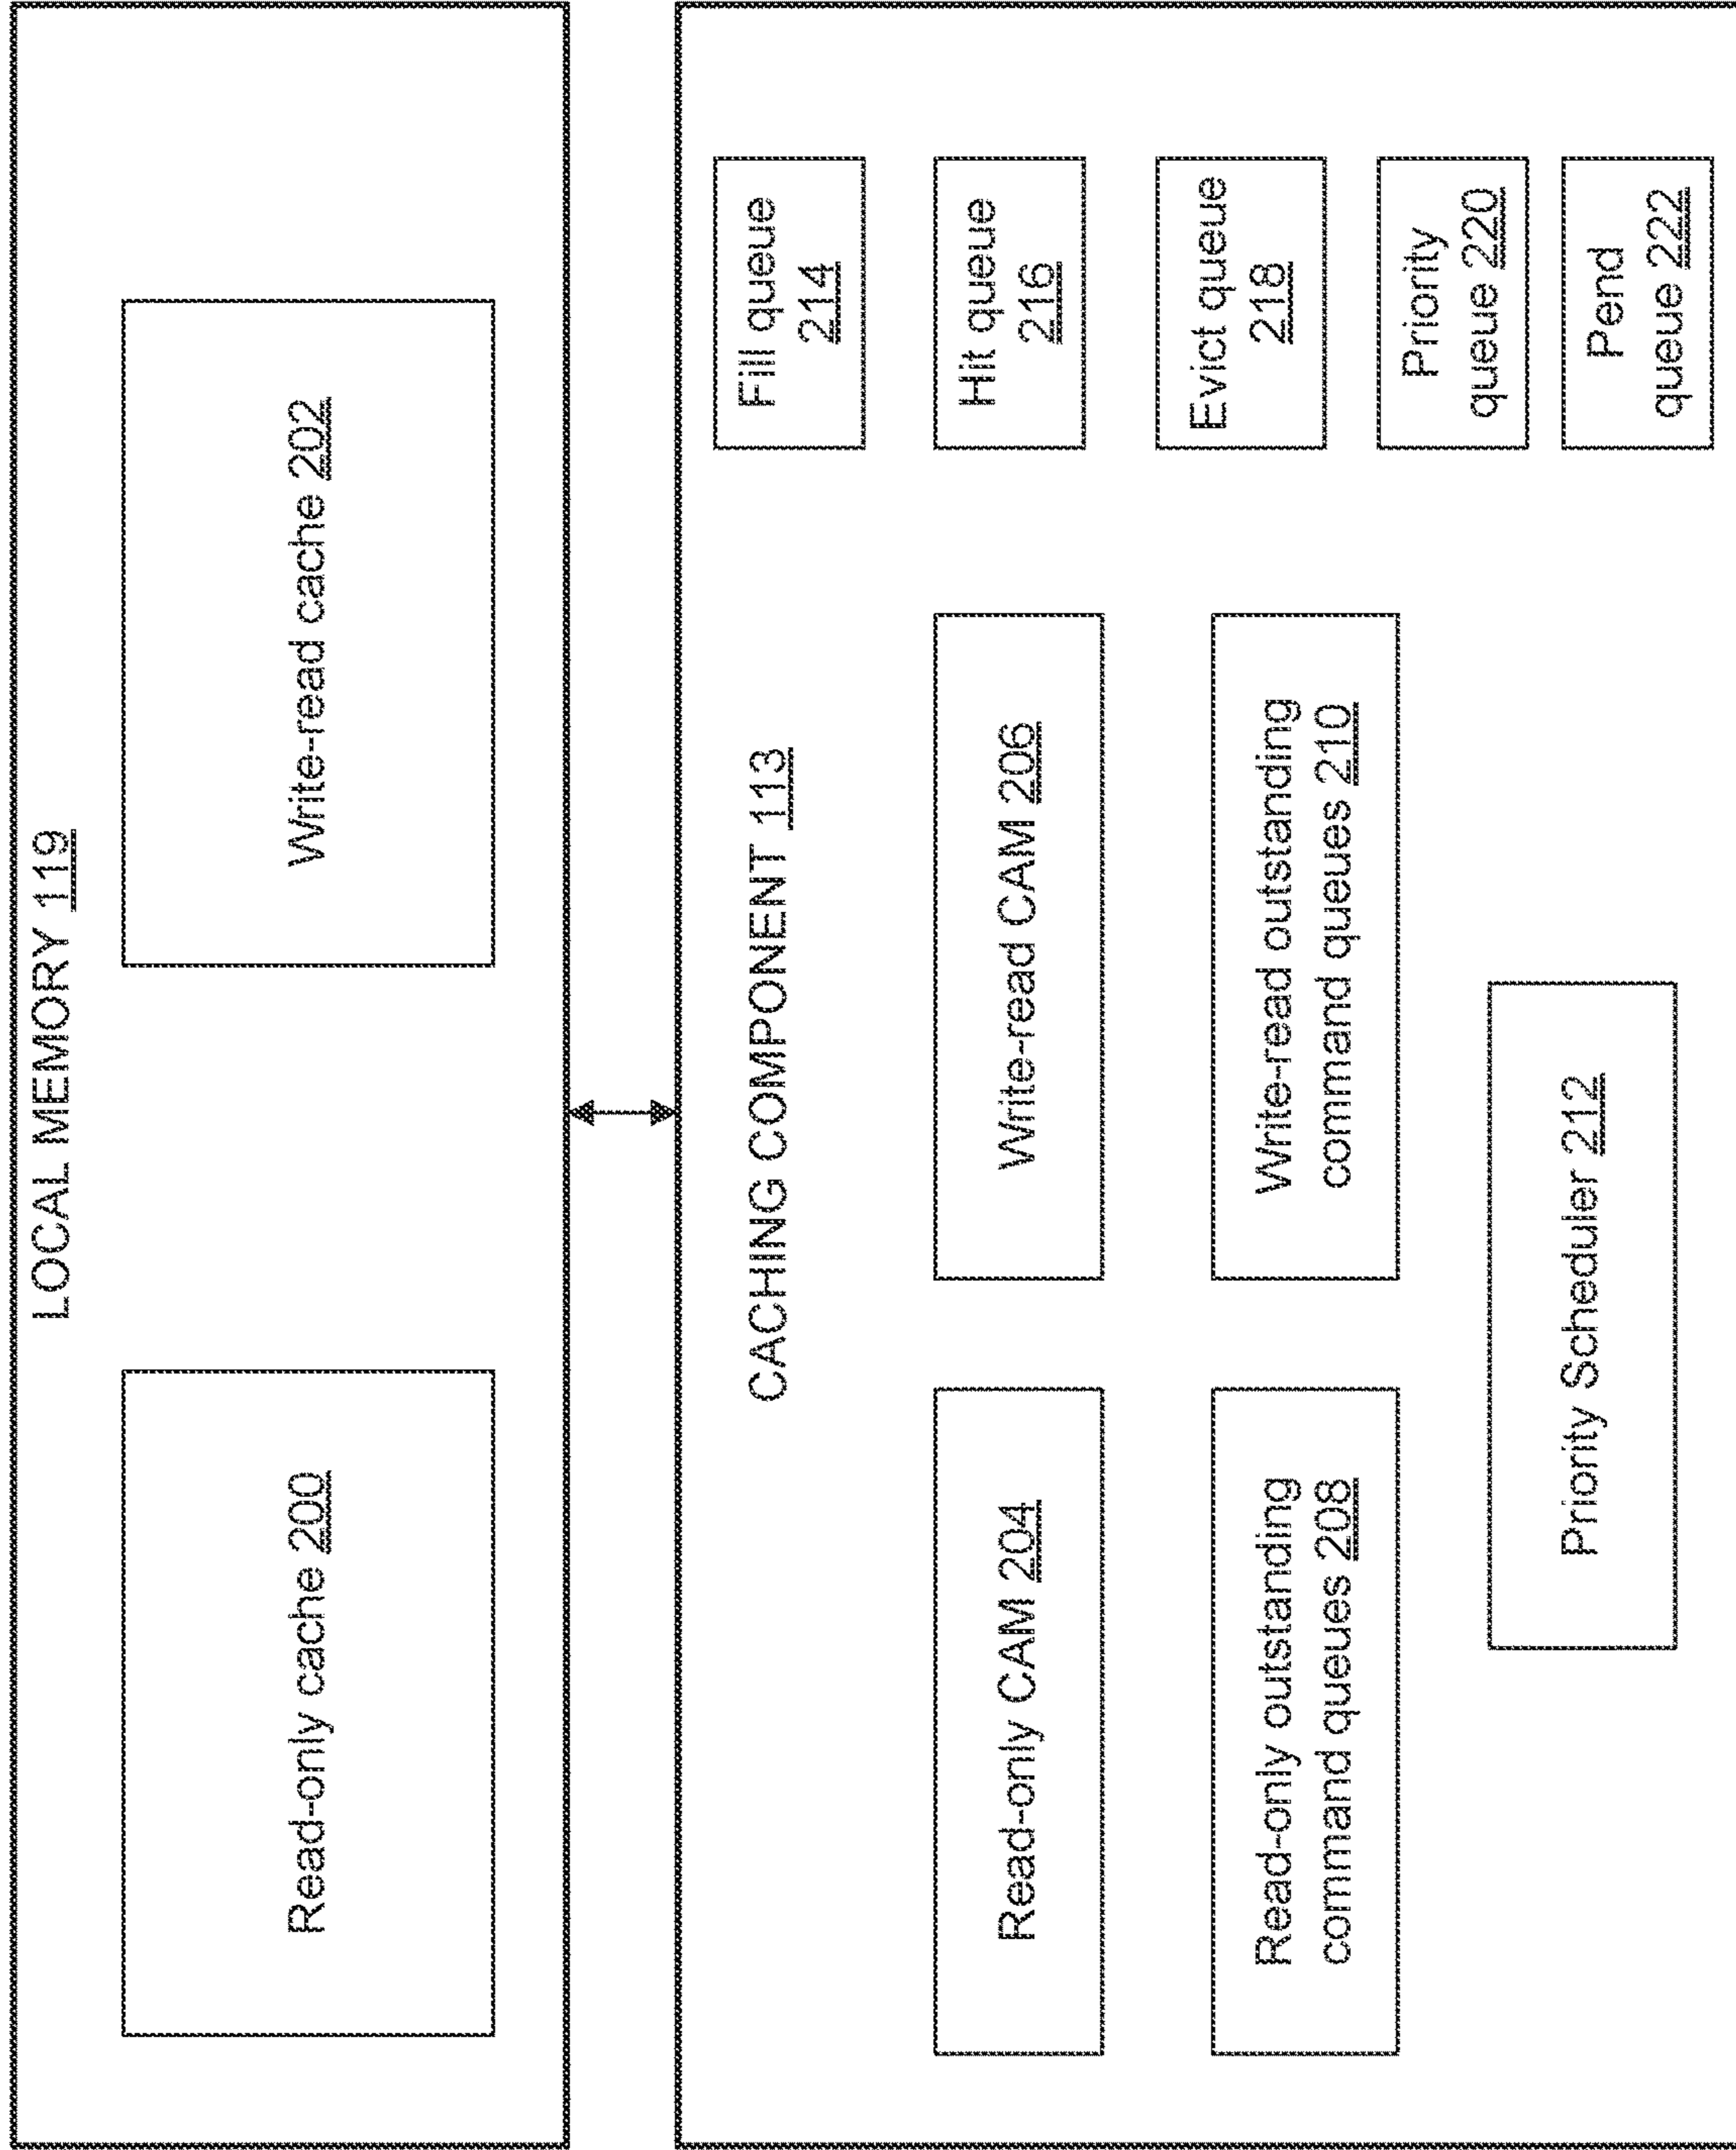 LOCAL MEMORY 119
Read-only cache 200
Write-read cache 202
CACHING COMPONENT 113
Read-only CAM 204
Write-read CAM 206
Read-only outstanding
command queues 208
Write-read outstanding
command queues 210
Priority Scheduler 212
Fill queue
214
Hit queue
216
Evict queue
218
Priority
queue 220
Pend
queue 222